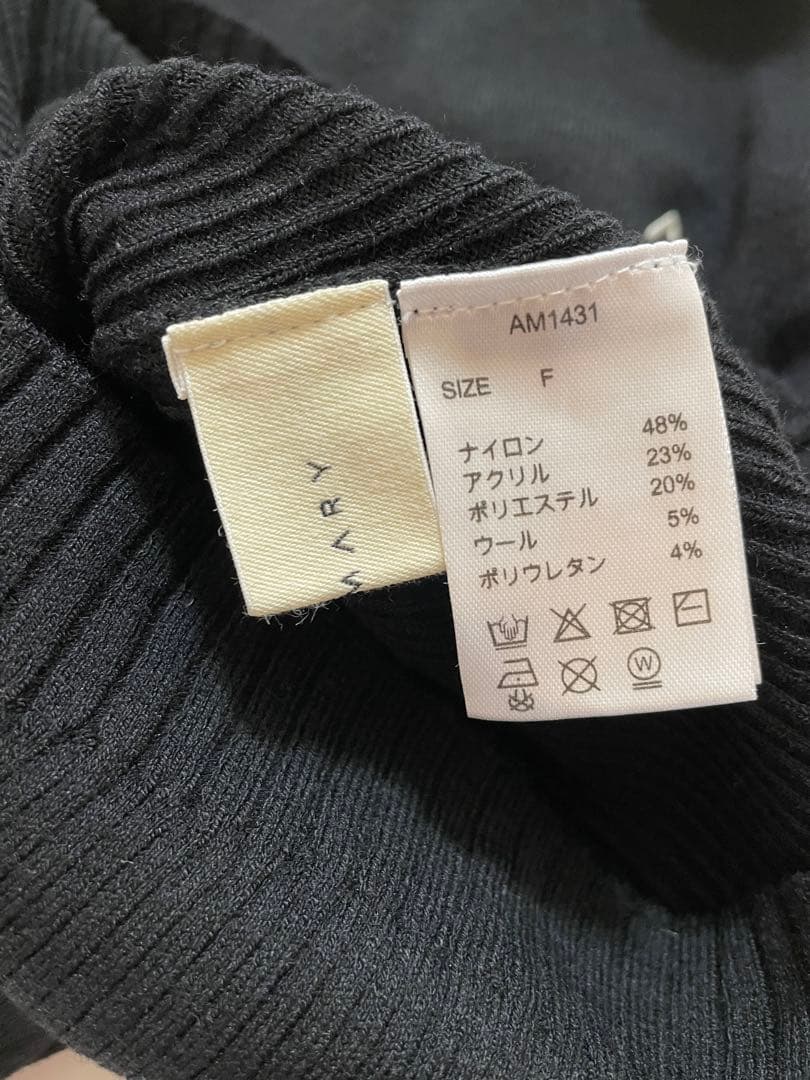 MARY
AM1431
SIZE F
ナイロン 48%
アクリル 23%
ポリエステル 20%
ウール 5%
ポリウレタン 4%
W